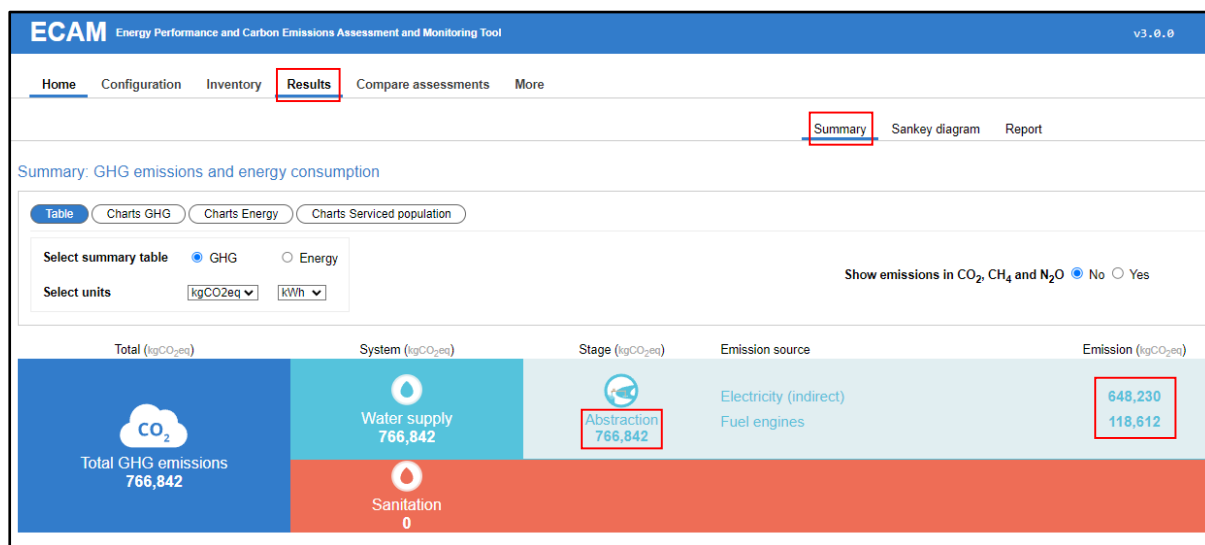 ECAM Energy Performance and Carbon Emissions Assessment and Monitoring Tool v3.0.0
Home Configuration Inventory Results Compare assessments More
Summary Sankey diagram Report
Summary: GHG emissions and energy consumption
Table Charts GHG Charts Energy Charts Serviced population
Select summary table GHG Energy
Select units kgCO2eq kWh
Show emissions in CO₂, CH₄ and N₂O No Yes
Total (kgCO₂eq) System (kgCO₂eq) Stage (kgCO₂eq) Emission source Emission (kgCO₂eq)
CO₂
Total GHG emissions
766,842
Water supply
766,842
Abstraction
766,842
Electricity (indirect) 648,230
Fuel engines 118,612
Sanitation
0